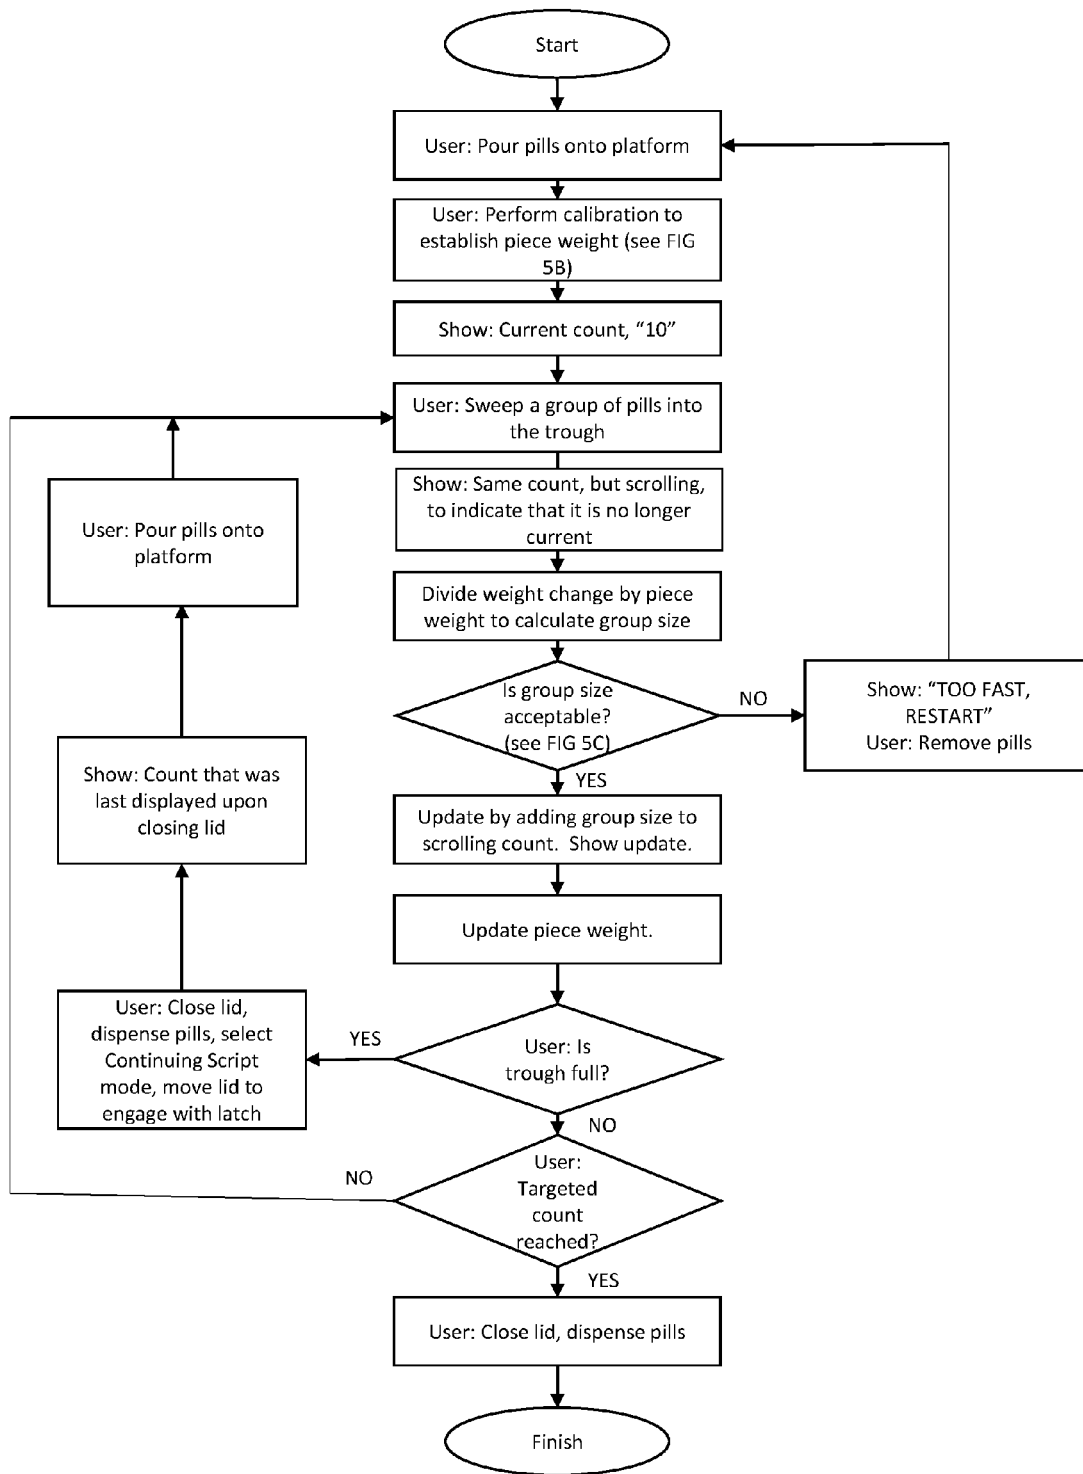 Start
User: Pour pills onto platform
User: Perform calibration to
establish piece weight (see FIG
5B)
Show: Current count, “10”
User: Sweep a group of pills into
the trough
Show: Same count, but scrolling,
to indicate that it is no longer
current
User: Pour pills onto
platform
Divide weight change by piece
weight to calculate group size
Is group size
acceptable?
(see FIG 5C)
NO
Show: “TOO FAST,
RESTART”
User: Remove pills
YES
Show: Count that was
last displayed upon
closing lid
Update by adding group size to
scrolling count.  Show update.
Update piece weight.
User: Close lid,
dispense pills, select
Continuing Script
mode, move lid to
engage with latch
YES
User: Is
trough full?
NO
NO
User:
Targeted
count
reached?
YES
User: Close lid, dispense pills
Finish